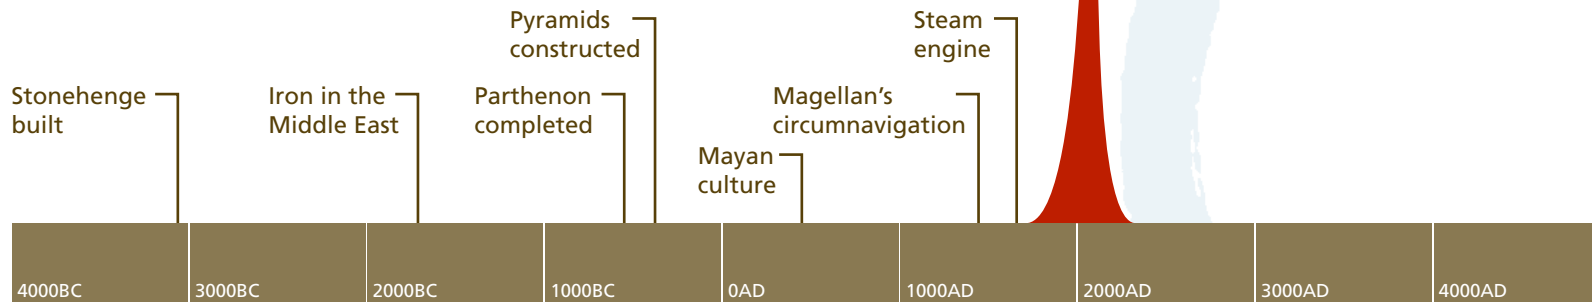 Pyramids
constructed
Steam
engine
Stonehenge
built
Iron in the
Middle East
Parthenon
completed
Magellan's
circumnavigation
Mayan
culture
4000BC
3000BC
2000BC
1000BC
0AD
1000AD
2000AD
3000AD
4000AD